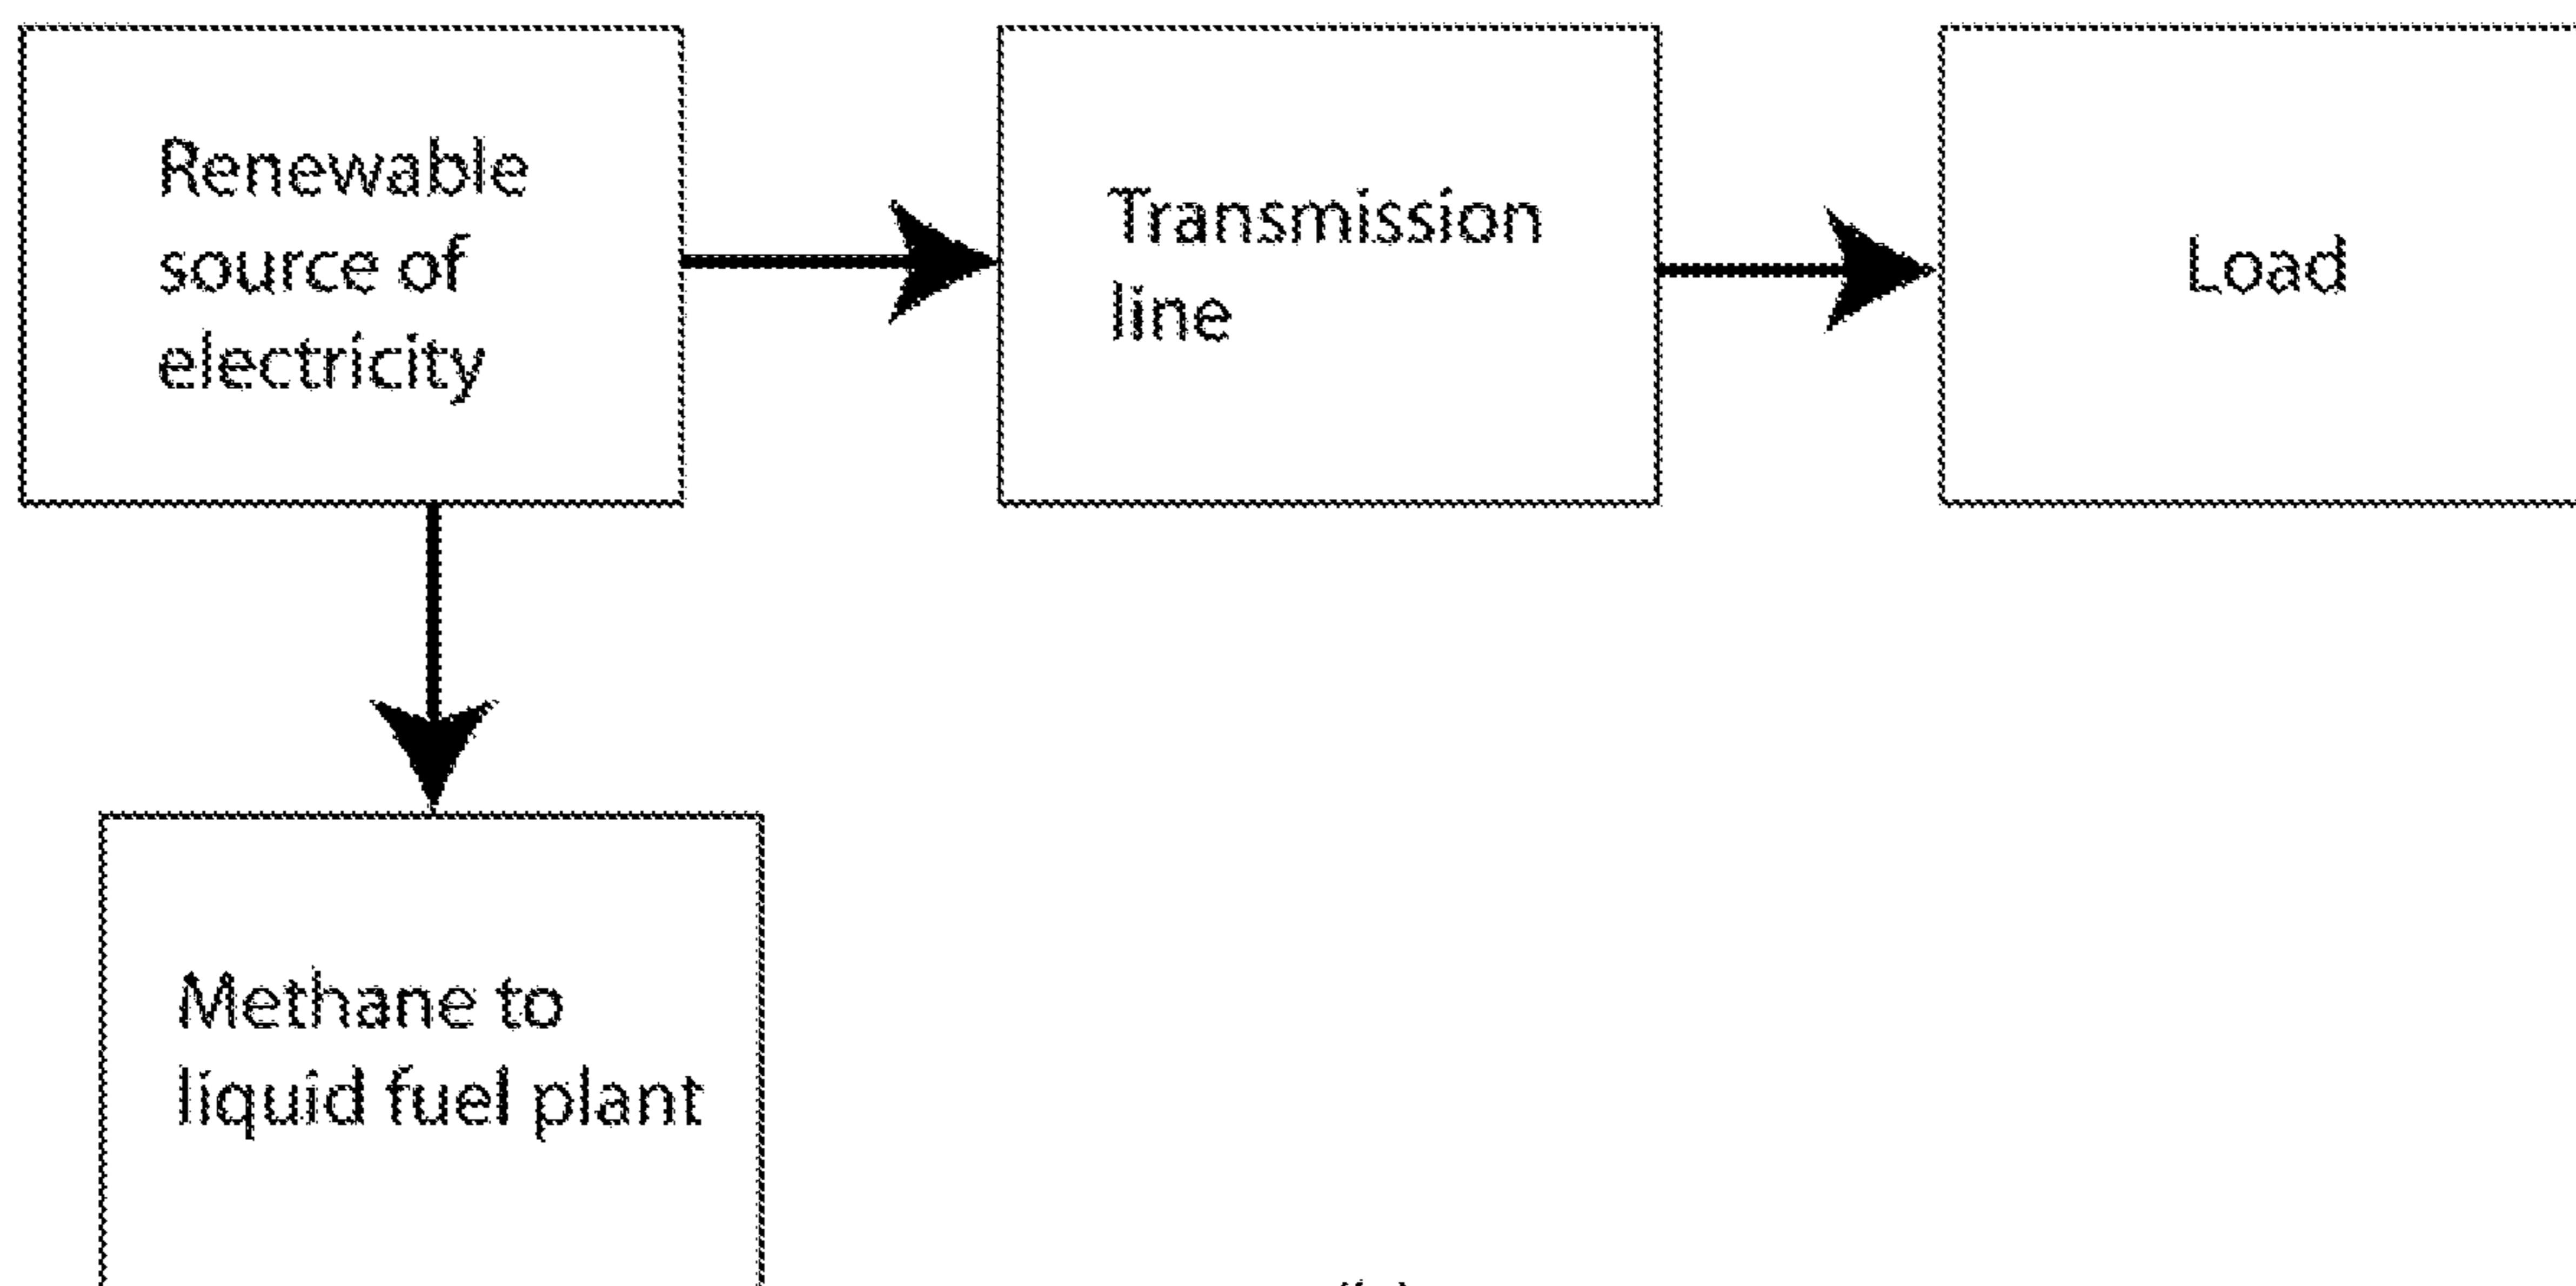 Renewable
source of
electricity
Transmission
line
Load
Methane to
liquid fuel plant